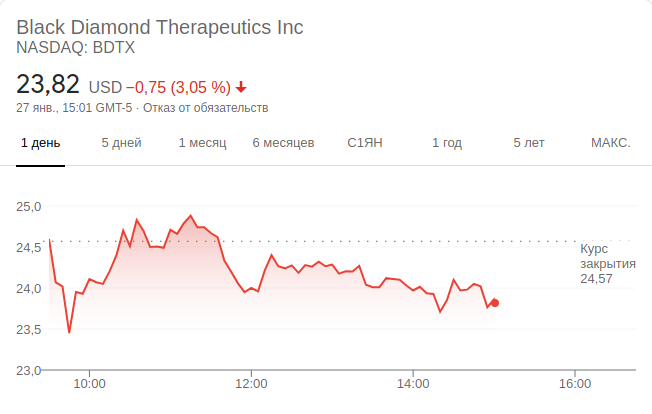 Black Diamond Therapeutics Inc
NASDAQ: BDTX
23,82 USD −0,75 (3,05 %)
27 янв., 15:01 GMT-5 · Отказ от обязательств
1 день 5 дней 1 месяц 6 месяцев С1ЯН 1 год 5 лет МАКС.
25,0
24,5
Курс
закрытия
24,57
24,0
23,5
23,0
10:00 12:00 14:00 16:00